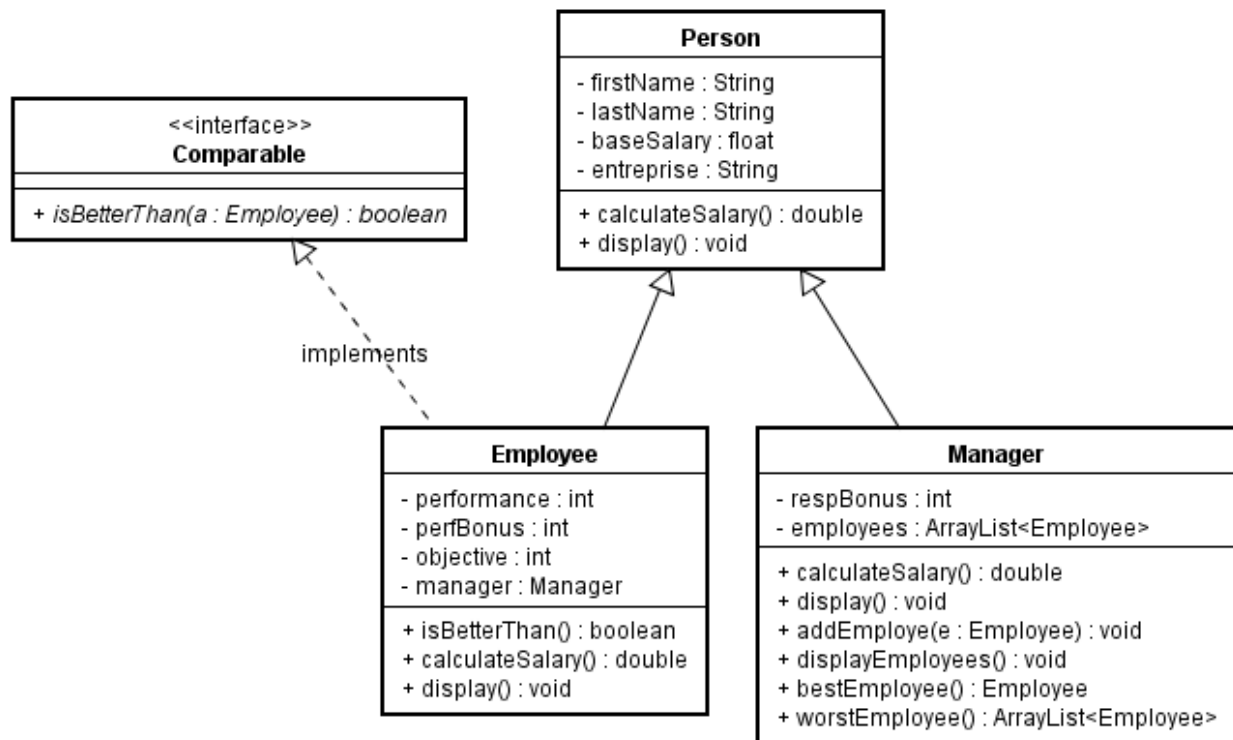 Person
- firstName : String
- lastName : String
- baseSalary : float
- entreprise : String
+ calculateSalary() : double
+ display() : void
<<interface>>
Comparable
+ isBetterThan(a : Employee) : boolean
implements
Employee
- performance : int
- perfBonus : int
- objective : int
- manager : Manager
+ isBetterThan() : boolean
+ calculateSalary() : double
+ display() : void
Manager
- respBonus : int
- employees : ArrayList<Employee>
+ calculateSalary() : double
+ display() : void
+ addEmploye(e : Employee) : void
+ displayEmployees() : void
+ bestEmployee() : Employee
+ worstEmployee() : ArrayList<Employee>